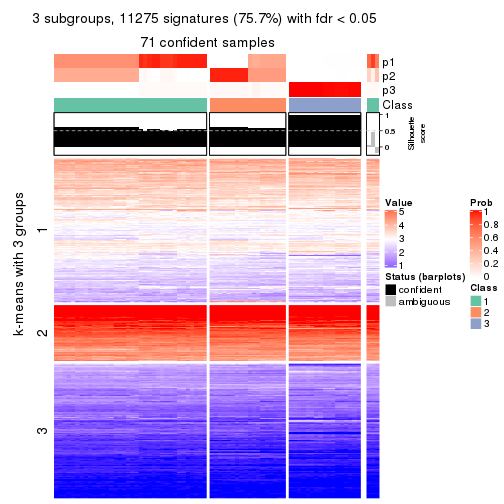 3 subgroups, 11275 signatures (75.7%) with fdr < 0.05
71 confident samples
p1
p2
p3
Class
1
0.5
0
Silhouette
score
k-means with 3 groups
1
2
3
Value
5
4
3
2
1
Status (barplots)
confident
ambiguous
Prob
1
0.8
0.6
0.4
0.2
0
Class
1
2
3